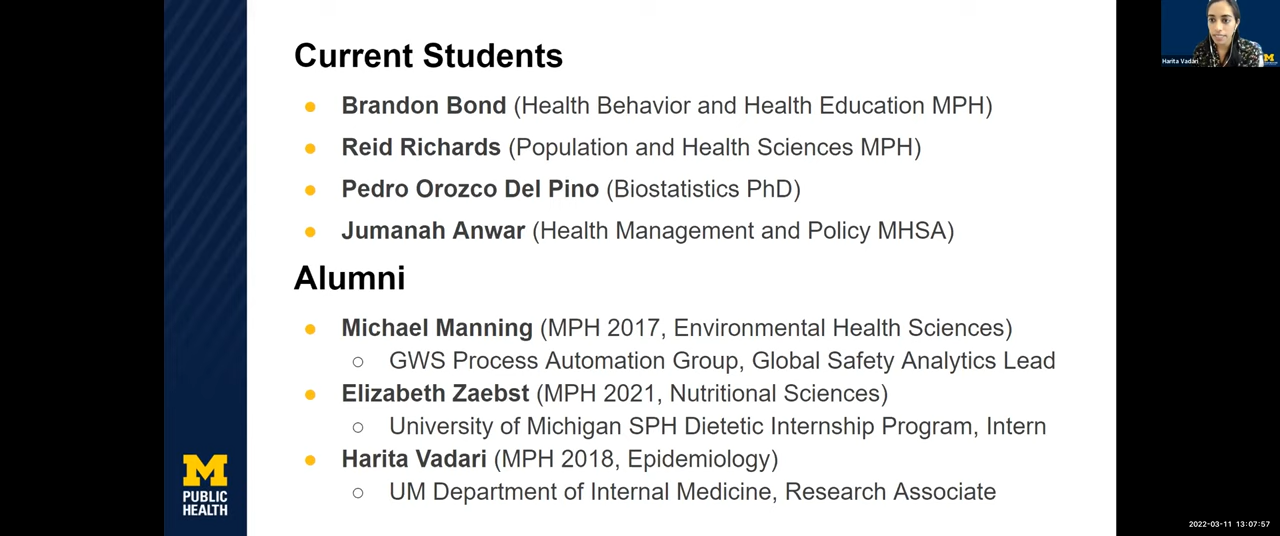 Current Students
Brandon Bond (Health Behavior and Health Education MPH)
Reid Richards (Population and Health Sciences MPH)
Pedro Orozco Del Pino (Biostatistics PhD)
Jumanah Anwar (Health Management and Policy MHSA)
Alumni
Michael Manning (MPH 2017, Environmental Health Sciences)
GWS Process Automation Group, Global Safety Analytics Lead
Elizabeth Zaebst (MPH 2021, Nutritional Sciences)
University of Michigan SPH Dietetic Internship Program, Intern
Harita Vadari (MPH 2018, Epidemiology)
UM Department of Internal Medicine, Research Associate
M
PUBLIC
HEALTH
Harita Vadari
M
2022-03-11 13:07:57